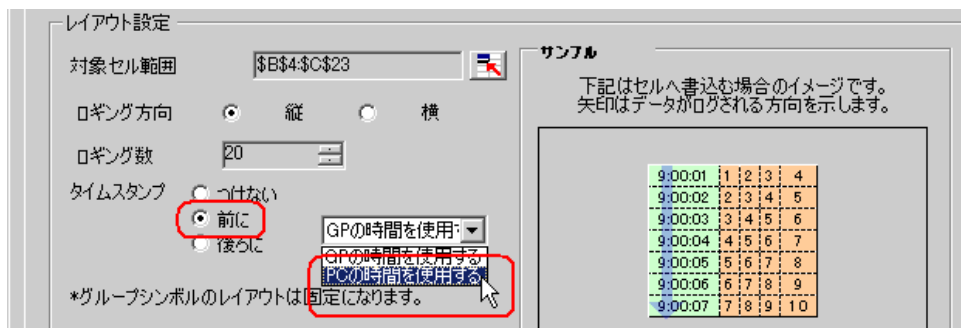 レイアウト設定
対象セル範囲 $B$4:$C$23
ロギング方向 縦 横
ロギング数 20
タイムスタンプ つけない
前に
後ろに
GPの時間を使用
GPの時間を使用する
PCの時間を使用する
*グループシンボルのレイアウトは固定になります。
サンプル
下記はセルへ書込む場合のイメージです。
矢印はデータがログされる方向を示します。
9:00:01 1 2 3 4
9:00:02 2 3 4 5
9:00:03 3 4 5 6
9:00:04 4 5 6 7
9:00:05 5 6 7 8
9:00:06 6 7 8 9
9:00:07 7 8 9 10